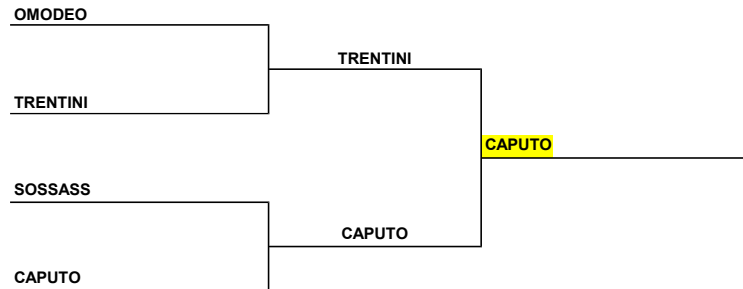 OMODEO
TRENTINI
TRENTINI
CAPUTO
SOSSASS
CAPUTO
CAPUTO